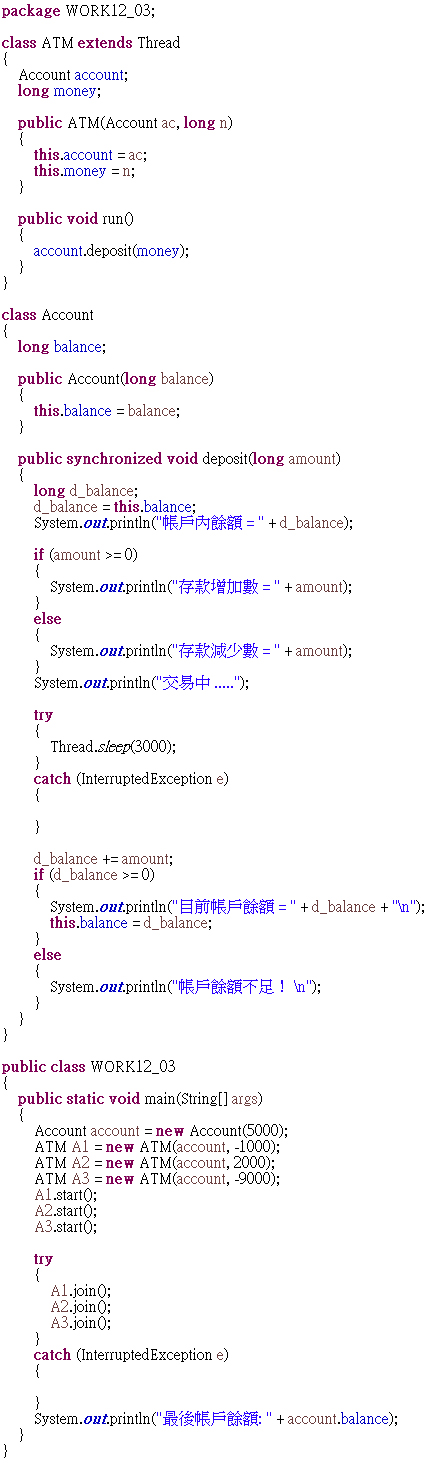 package WORK12_03;
class ATM extends Thread
{
Account account;
long money;
public ATM(Account ac, long n)
{
this.account = ac;
this.money = n;
}
public void run()
{
account.deposit(money);
}
}
class Account
{
long balance;
public Account(long balance)
{
this.balance = balance;
}
public synchronized void deposit(long amount)
{
long d_balance;
d_balance = this.balance;
System.out.println("帳戶內餘額 = " + d_balance);
if (amount >= 0)
{
System.out.println("存款增加數 = " + amount);
}
else
{
System.out.println("存款減少數 = " + amount);
}
System.out.println("交易中 .....");
try
{
Thread.sleep(3000);
}
catch (InterruptedException e)
{
}
d_balance += amount;
if (d_balance >= 0)
{
System.out.println("目前帳戶餘額 = " + d_balance + "\n");
this.balance = d_balance;
}
else
{
System.out.println("帳戶餘額不足！ \n");
}
}
}
public class WORK12_03
{
public static void main(String[] args)
{
Account account = new Account(5000);
ATM A1 = new ATM(account, -1000);
ATM A2 = new ATM(account, 2000);
ATM A3 = new ATM(account, -9000);
A1.start();
A2.start();
A3.start();
try
{
A1.join();
A2.join();
A3.join();
}
catch (InterruptedException e)
{
}
System.out.println("最後帳戶餘額: " + account.balance);
}
}